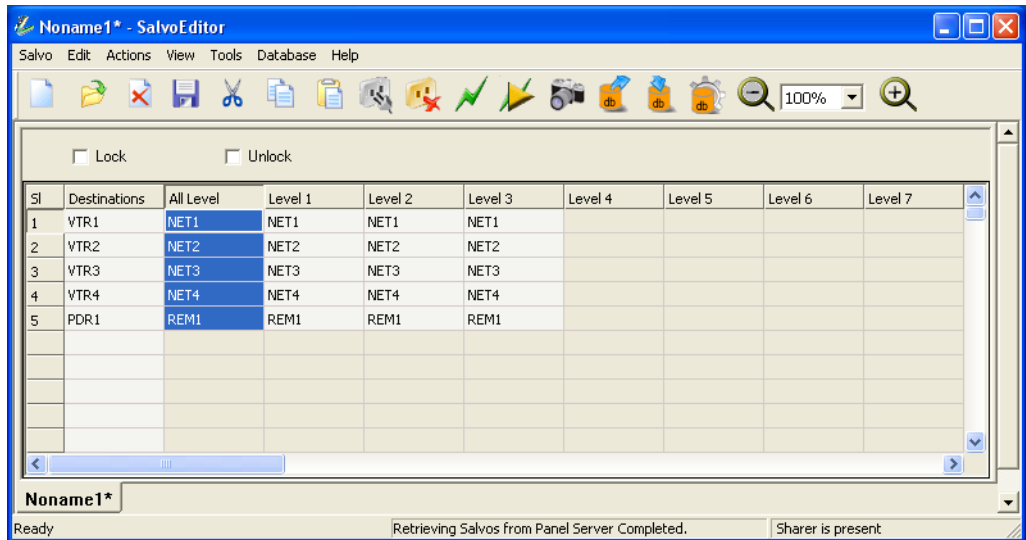 Noname1* - SalvoEditor
Salvo Edit Actions View Tools Database Help
db db db 100%
Lock Unlock
Sl Destinations All Level Level 1 Level 2 Level 3 Level 4 Level 5 Level 6 Level 7
1 VTR1 NET1 NET1 NET1 NET1
2 VTR2 NET2 NET2 NET2 NET2
3 VTR3 NET3 NET3 NET3 NET3
4 VTR4 NET4 NET4 NET4 NET4
5 PDR1 REM1 REM1 REM1 REM1
Noname1*
Ready Retrieving Salvos from Panel Server Completed. Sharer is present